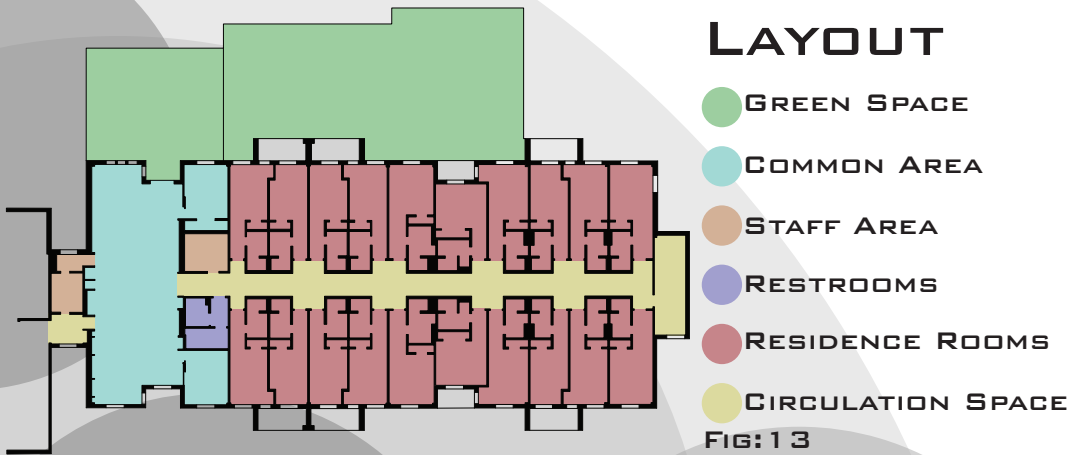 LAYOUT
GREEN SPACE
COMMON AREA
STAFF AREA
RESTROOMS
RESIDENCE ROOMS
CIRCULATION SPACE
FIG:13